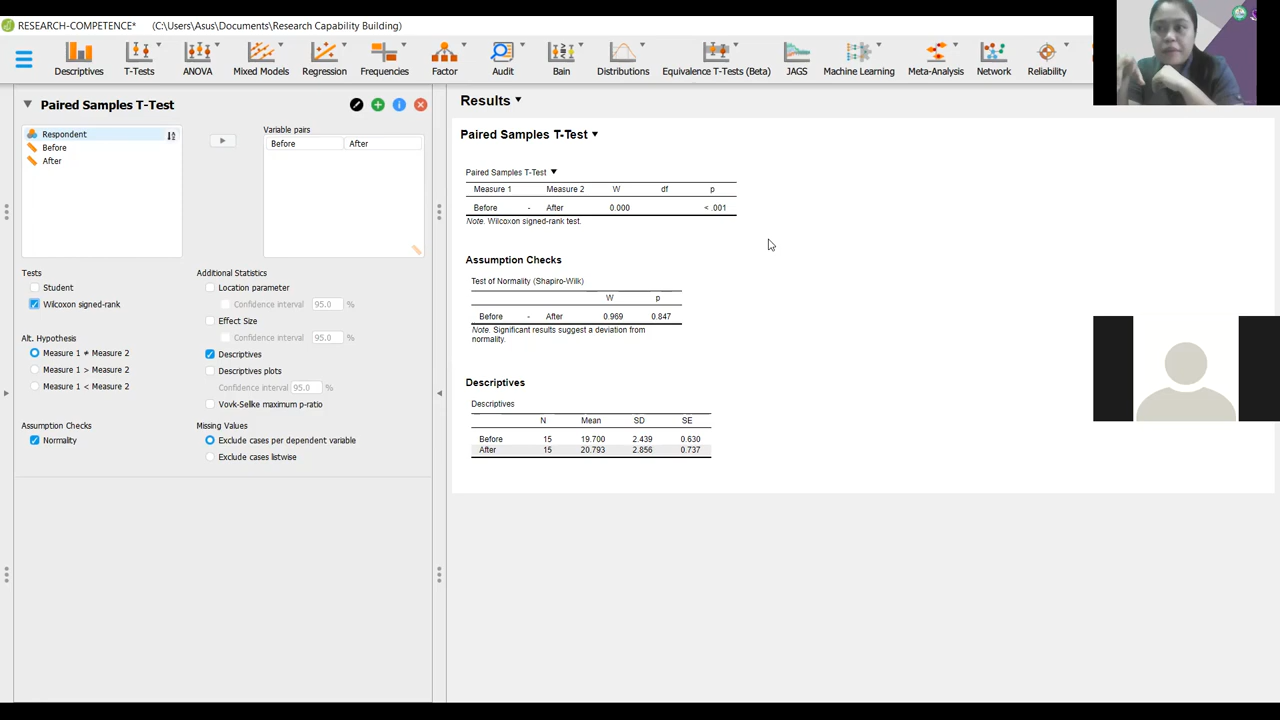 RESEARCH-COMPETENCE* (C:\Users\Asus\Documents\Research Capability Building)
Descriptives T-Tests ANOVA Mixed Models Regression Frequencies Factor Audit Bain Distributions Equivalence T-Tests (Beta) JAGS Machine Learning Meta-Analysis Network Reliability
Paired Samples T-Test
Respondent
Before
After
Variable pairs
Before After
Tests
Student
Wilcoxon signed-rank
Alt. Hypothesis
Measure 1 ≠ Measure 2
Measure 1 > Measure 2
Measure 1 < Measure 2
Assumption Checks
Normality
Additional Statistics
Location parameter
Confidence interval 95.0 %
Effect Size
Confidence interval 95.0 %
Descriptives
Descriptives plots
Confidence interval 95.0 %
Vovk-Sellke maximum p-ratio
Missing Values
Exclude cases per dependent variable
Exclude cases listwise
Results
Paired Samples T-Test
Paired Samples T-Test
Measure 1 Measure 2 W df p
Before - After 0.000 < .001
Note. Wilcoxon signed-rank test.
Assumption Checks
Test of Normality (Shapiro-Wilk)
W p
Before - After 0.969 0.847
Note. Significant results suggest a deviation from
normality.
Descriptives
Descriptives
N Mean SD SE
Before 15 19.700 2.439 0.630
After 15 20.793 2.856 0.737